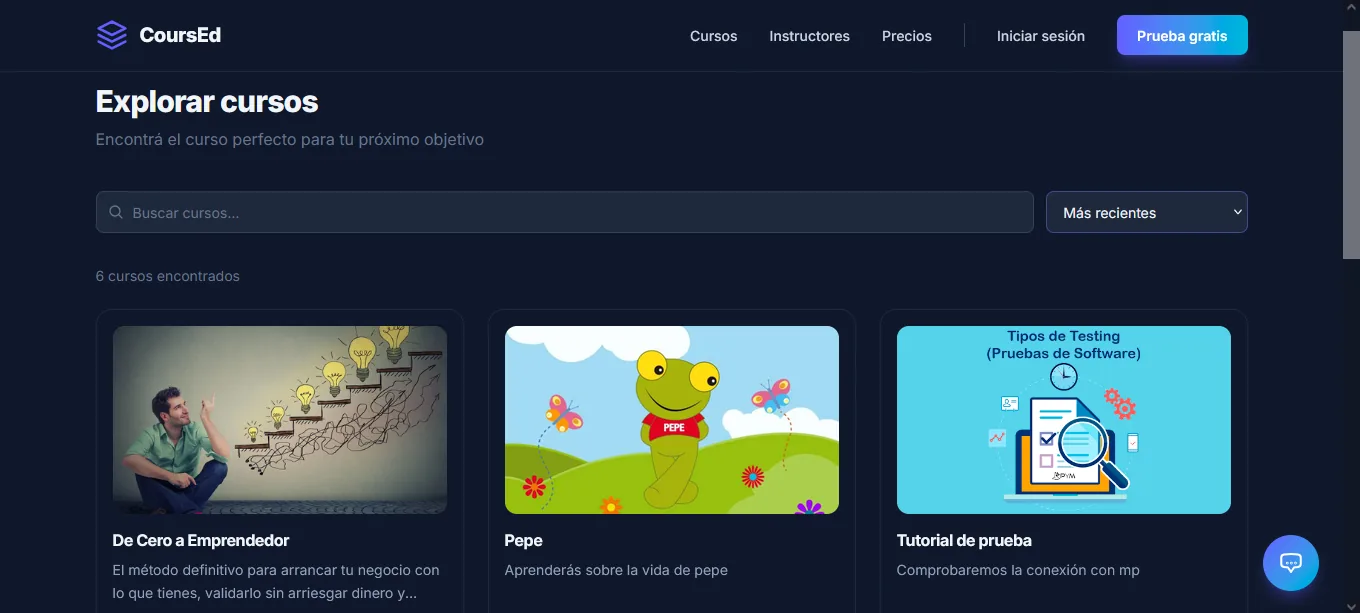 CoursEd
Cursos
Instructores
Precios
Iniciar sesión
Prueba gratis
Explorar cursos
Encontrá el curso perfecto para tu próximo objetivo
Buscar cursos...
Más recientes
6 cursos encontrados
PEPE
Tipos de Testing
(Pruebas de Software)
PYM
De Cero a Emprendedor
El método definitivo para arrancar tu negocio con
lo que tienes, validarlo sin arriesgar dinero y...
Pepe
Aprenderás sobre la vida de pepe
Tutorial de prueba
Comprobaremos la conexión con mp